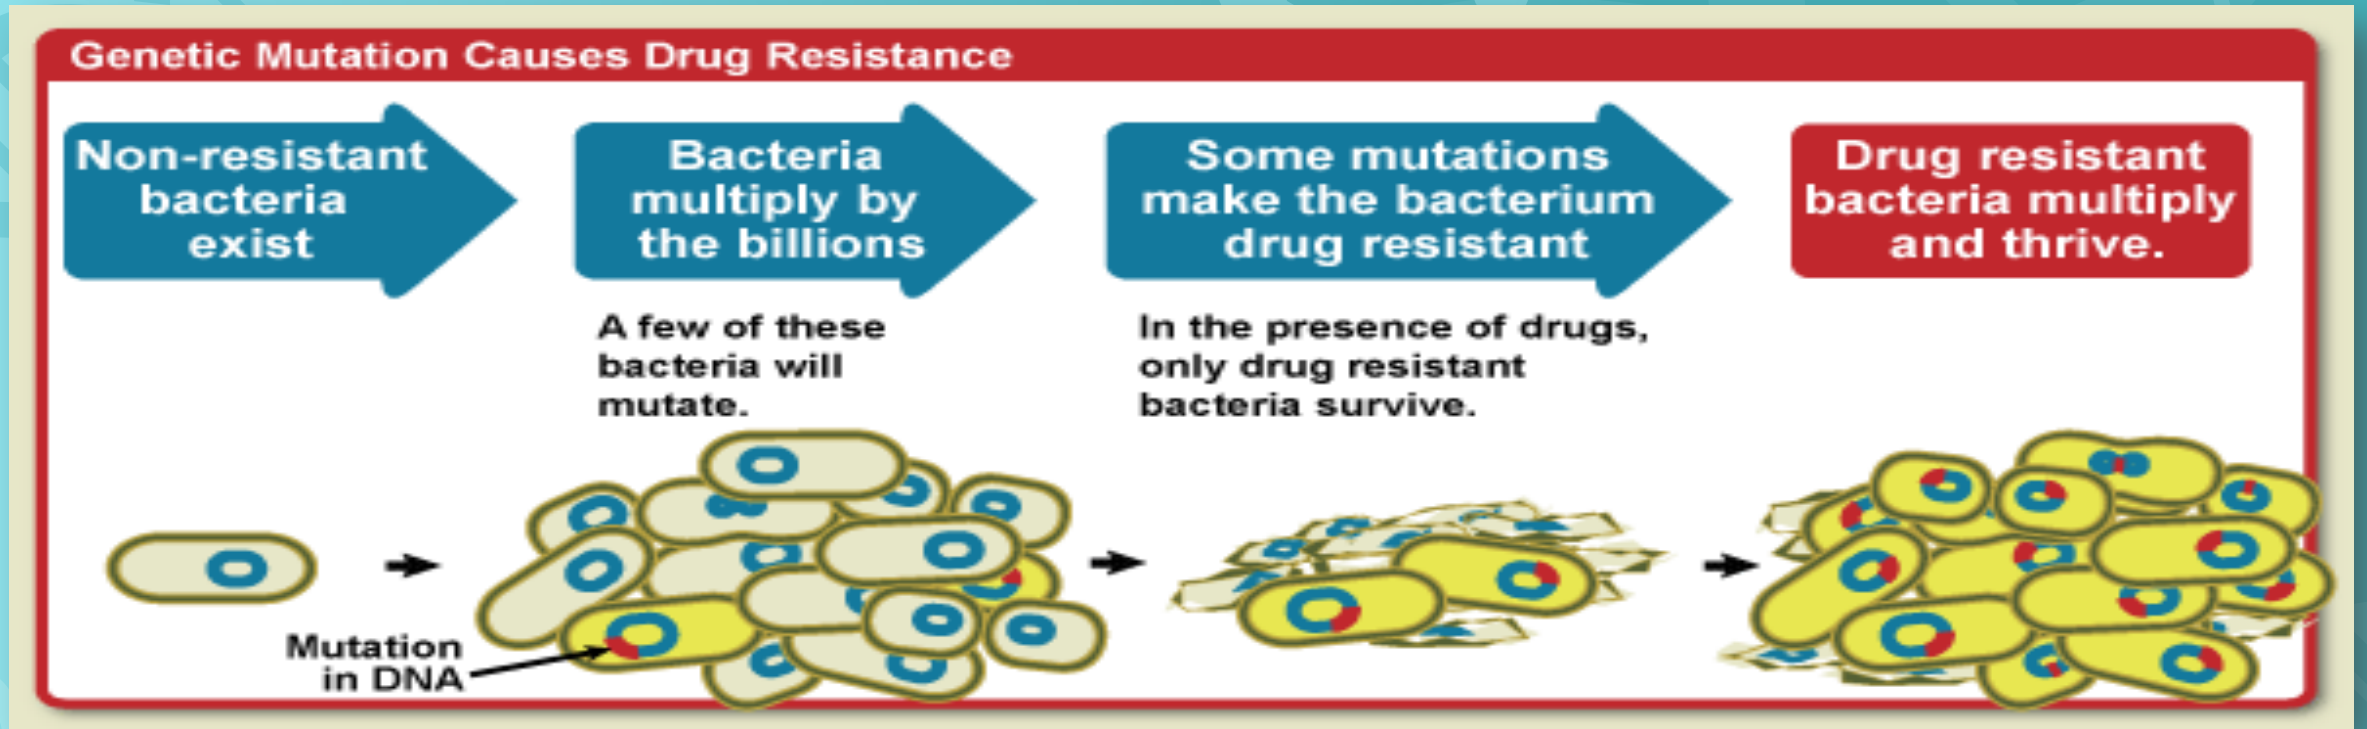 Genetic Mutation Causes Drug Resistance
Non-resistant
bacteria
exist
Bacteria
multiply by
the billions
Some mutations
make the bacterium
drug resistant
Drug resistant
bacteria multiply
and thrive.
A few of these
bacteria will
mutate.
In the presence of drugs,
only drug resistant
bacteria survive.
Mutation
in DNA